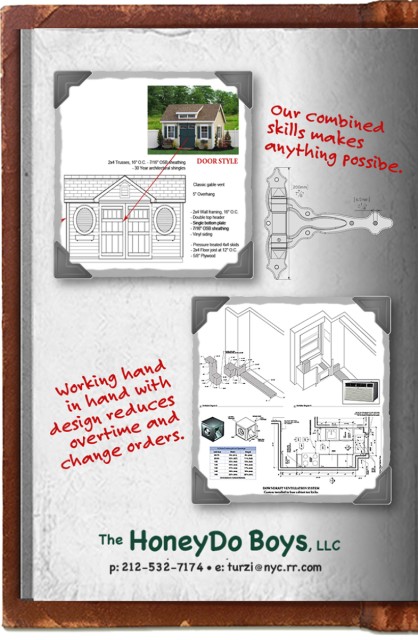 Our combined
skills makes
anything possibe.
2x4 Trusses, 16" O.C. - 7/16" OSB sheathing
- 30 Year architectural shingles
DOOR STYLE
Classic gable vent
5" Overhang
- 2x4 Wall framing, 16" O.C.
- Double top header
- Single bottom plate
- 7/16" OSB sheathing
- Vinyl siding
- Pressure treated 4x4 skids
- 2x4 Floor joist at 12" O.C.
- 5/8" Plywood
Working hand
in hand with
design reduces
overtime and
change orders.
DOWNDRAFT VENTILATION SYSTEM
The HoneyDo Boys, LLC
p: 212-532-7174 • e: turzi@nyc.rr.com